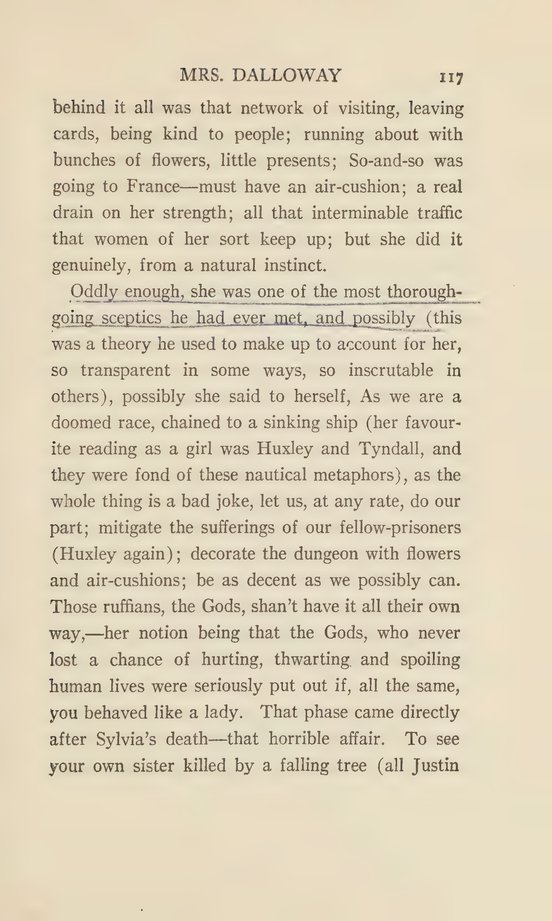 MRS. DALLOWAY 117
behind it all was that network of visiting, leaving
cards, being kind to people; running about with
bunches of flowers, little presents; So-and-so was
going to France—must have an air-cushion; a real
drain on her strength; all that interminable traffic
that women of her sort keep up; but she did it
genuinely, from a natural instinct.
Oddly enough, she was one of the most thorough-
going sceptics he had ever met, and possibly (this
was a theory he used to make up to account for her,
so transparent in some ways, so inscrutable in
others), possibly she said to herself, As we are a
doomed race, chained to a sinking ship (her favour-
ite reading as a girl was Huxley and Tyndall, and
they were fond of these nautical metaphors), as the
whole thing is a bad joke, let us, at any rate, do our
part; mitigate the sufferings of our fellow-prisoners
(Huxley again); decorate the dungeon with flowers
and air-cushions; be as decent as we possibly can.
Those ruffians, the Gods, shan't have it all their own
way,—her notion being that the Gods, who never
lost a chance of hurting, thwarting and spoiling
human lives were seriously put out if, all the same,
you behaved like a lady. That phase came directly
after Sylvia's death—that horrible affair. To see
your own sister killed by a falling tree (all Justin